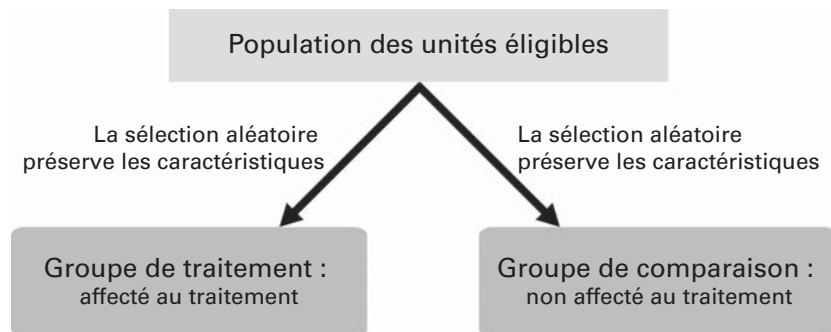 Population des unités éligibles
La sélection aléatoire
préserve les caractéristiques
La sélection aléatoire
préserve les caractéristiques
Groupe de traitement :
affecté au traitement
Groupe de comparaison :
non affecté au traitement